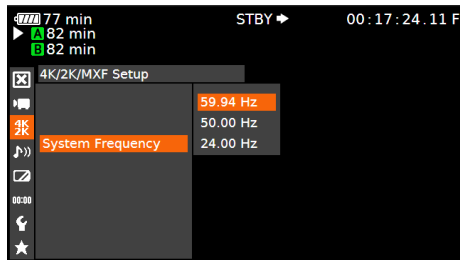 77 min
STBY
00:17:24.11 F
A 82 min
B 82 min
4K/2K/MXF Setup
59.94 Hz
4K
2K
50.00 Hz
System Frequency
24.00 Hz
00:00